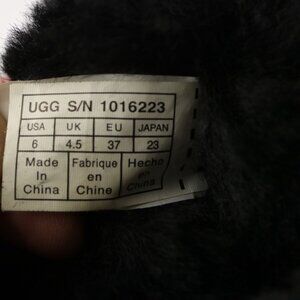 UGG S/N 1016223
USA UK EU JAPAN
6 4.5 37 23
Made Fabrique Hecho
in en en
China Chine China